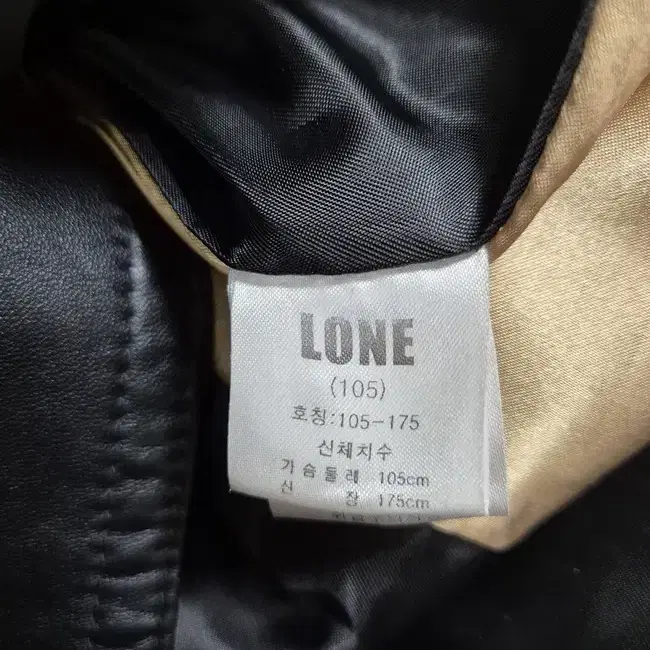 LONE
(105)
호칭:105-175
신체치수
가슴둘레 105cm
신 장 175cm